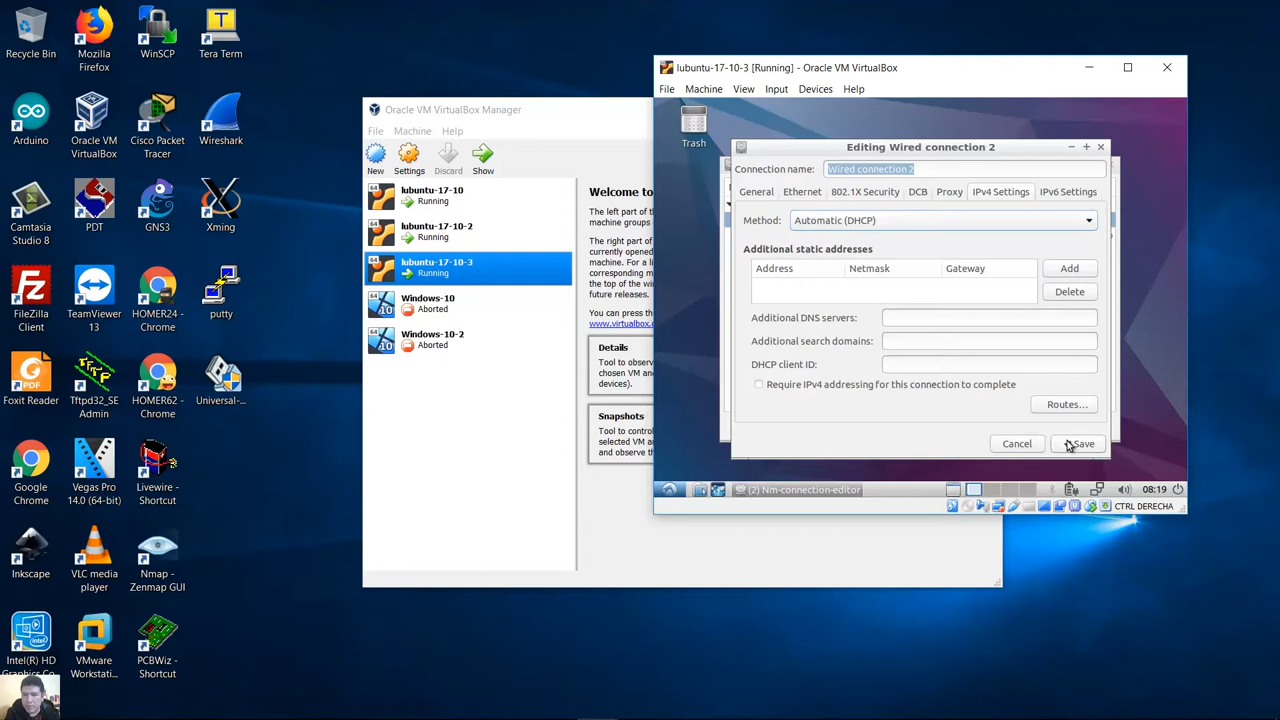 Recycle Bin
Mozilla
Firefox
WinSCP
Tera Term
Arduino
Oracle VM
VirtualBox
Cisco Packet
Tracer
Wireshark
Camtasia
Studio 8
PDT
GNS3
Xming
FileZilla
Client
TeamViewer
13
HOMER24 -
Chrome
putty
Foxit Reader
Tftpd32_SE
Admin
HOMER62 -
Chrome
Universal-...
Google
Chrome
Vegas Pro
14.0 (64-bit)
Livewire -
Shortcut
Inkscape
VLC media
player
Nmap -
Zenmap GUI
Intel(R) HD
VMware
Workstati...
PCBWiz -
Shortcut
Oracle VM VirtualBox Manager
File Machine Help
New Settings Discard Show
lubuntu-17-10
Running
lubuntu-17-10-2
Running
lubuntu-17-10-3
Running
Windows-10
Aborted
Windows-10-2
Aborted
Welcome to
The left part of
machine groups
The right part of
currently opened
machine. For a li
corresponding m
the top of the wi
future releases.
You can press th
www.virtualbox.
Details
Tool to observ
chosen VM an
devices).
Snapshots
Tool to control
selected VM a
and observe th
lubuntu-17-10-3 [Running] - Oracle VM VirtualBox
File Machine View Input Devices Help
Trash
Editing Wired connection 2
Connection name: Wired connection 2
General Ethernet 802.1X Security DCB Proxy IPv4 Settings IPv6 Settings
Method: Automatic (DHCP)
Additional static addresses
Address Netmask Gateway Add
Delete
Additional DNS servers:
Additional search domains:
DHCP client ID:
Require IPv4 addressing for this connection to complete
Routes...
Cancel Save
(2) Nm-connection-editor 08:19
CTRL DERECHA